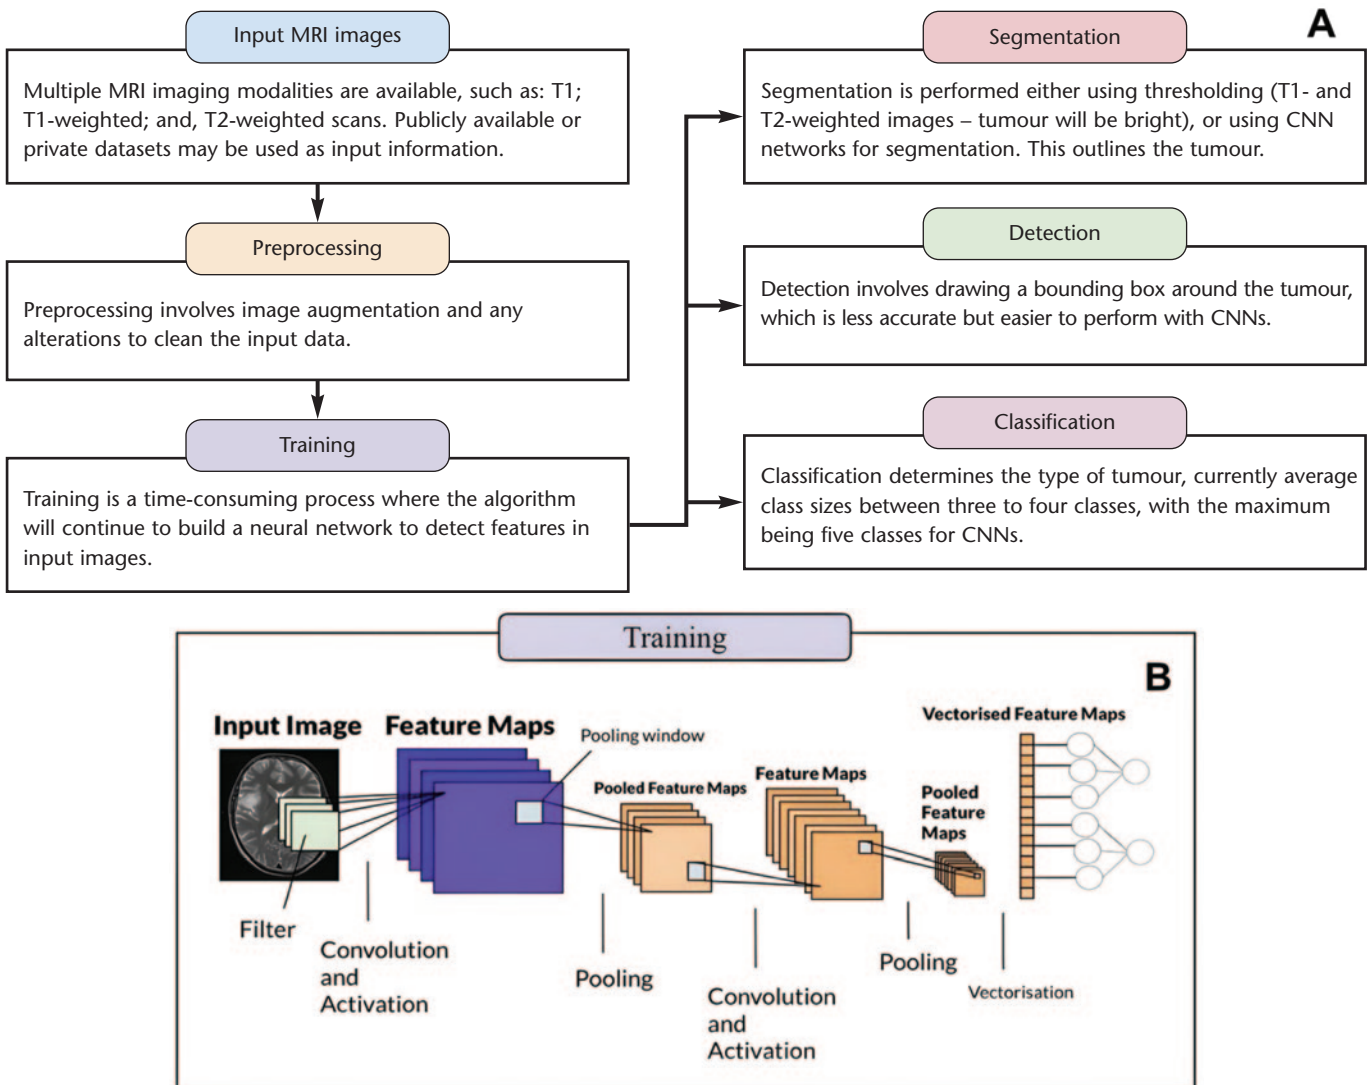 Input MRI images
Multiple MRI imaging modalities are available, such as: T1;
T1-weighted; and, T2-weighted scans. Publicly available or
private datasets may be used as input information.
Preprocessing
Preprocessing involves image augmentation and any
alterations to clean the input data.
Training
Training is a time-consuming process where the algorithm
will continue to build a neural network to detect features in
input images.
A
Segmentation
Segmentation is performed either using thresholding (T1- and
T2-weighted images – tumour will be bright), or using CNN
networks for segmentation. This outlines the tumour.
Detection
Detection involves drawing a bounding box around the tumour,
which is less accurate but easier to perform with CNNs.
Classification
Classification determines the type of tumour, currently average
class sizes between three to four classes, with the maximum
being five classes for CNNs.
Training
B
Input Image
Feature Maps
Pooling window
Pooled Feature Maps
Feature Maps
Pooled
Feature
Maps
Vectorised Feature Maps
Filter
Convolution
and
Activation
Pooling
Convolution
and
Activation
Pooling
Vectorisation